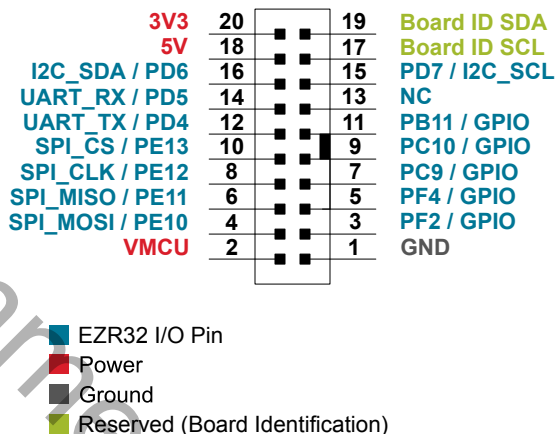 3V3 20 19 Board ID SDA
5V 18 17 Board ID SCL
I2C_SDA / PD6 16 15 PD7 / I2C_SCL
UART_RX / PD5 14 13 NC
UART_TX / PD4 12 11 PB11 / GPIO
SPI_CS / PE13 10 9 PC10 / GPIO
SPI_CLK / PE12 8 7 PC9 / GPIO
SPI_MISO / PE11 6 5 PF4 / GPIO
SPI_MOSI / PE10 4 3 PF2 / GPIO
VMCU 2 1 GND
EZR32 I/O Pin
Power
Ground
Reserved (Board Identification)